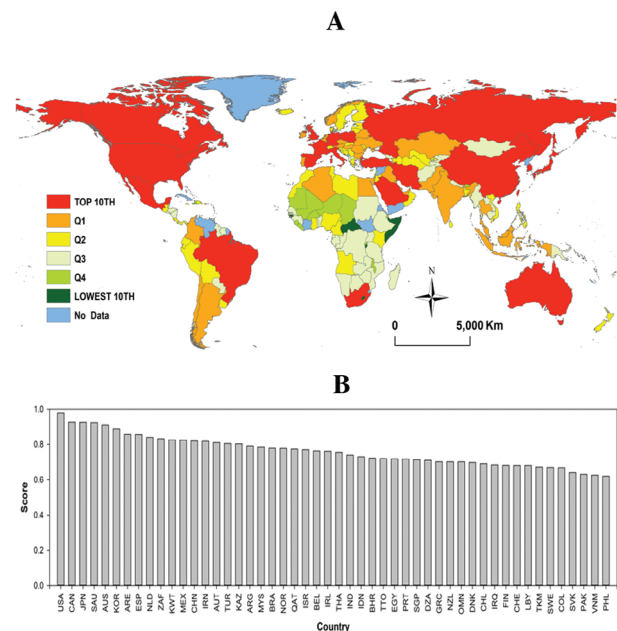 A
TOP 10TH
Q1
Q2
Q3
Q4
LOWEST 10TH
No Data
N
0 5,000 Km
B
1.0
0.8
0.6
0.4
0.2
0.0
Score
USA CAN JPN SAU AUS KOR ARE ESP NLD ZAF KWT MEX CHN IRN AUT TUR KAZ ARG MYS BRA NOR QAT ISR BEL IRL THA IND IDN BHR TTO EGY PRT SGP DZA GRC NZL OMN DNK CHL IRQ FIN CHE LBY TKM SWE COL SVK PAK VNM PHL
Country